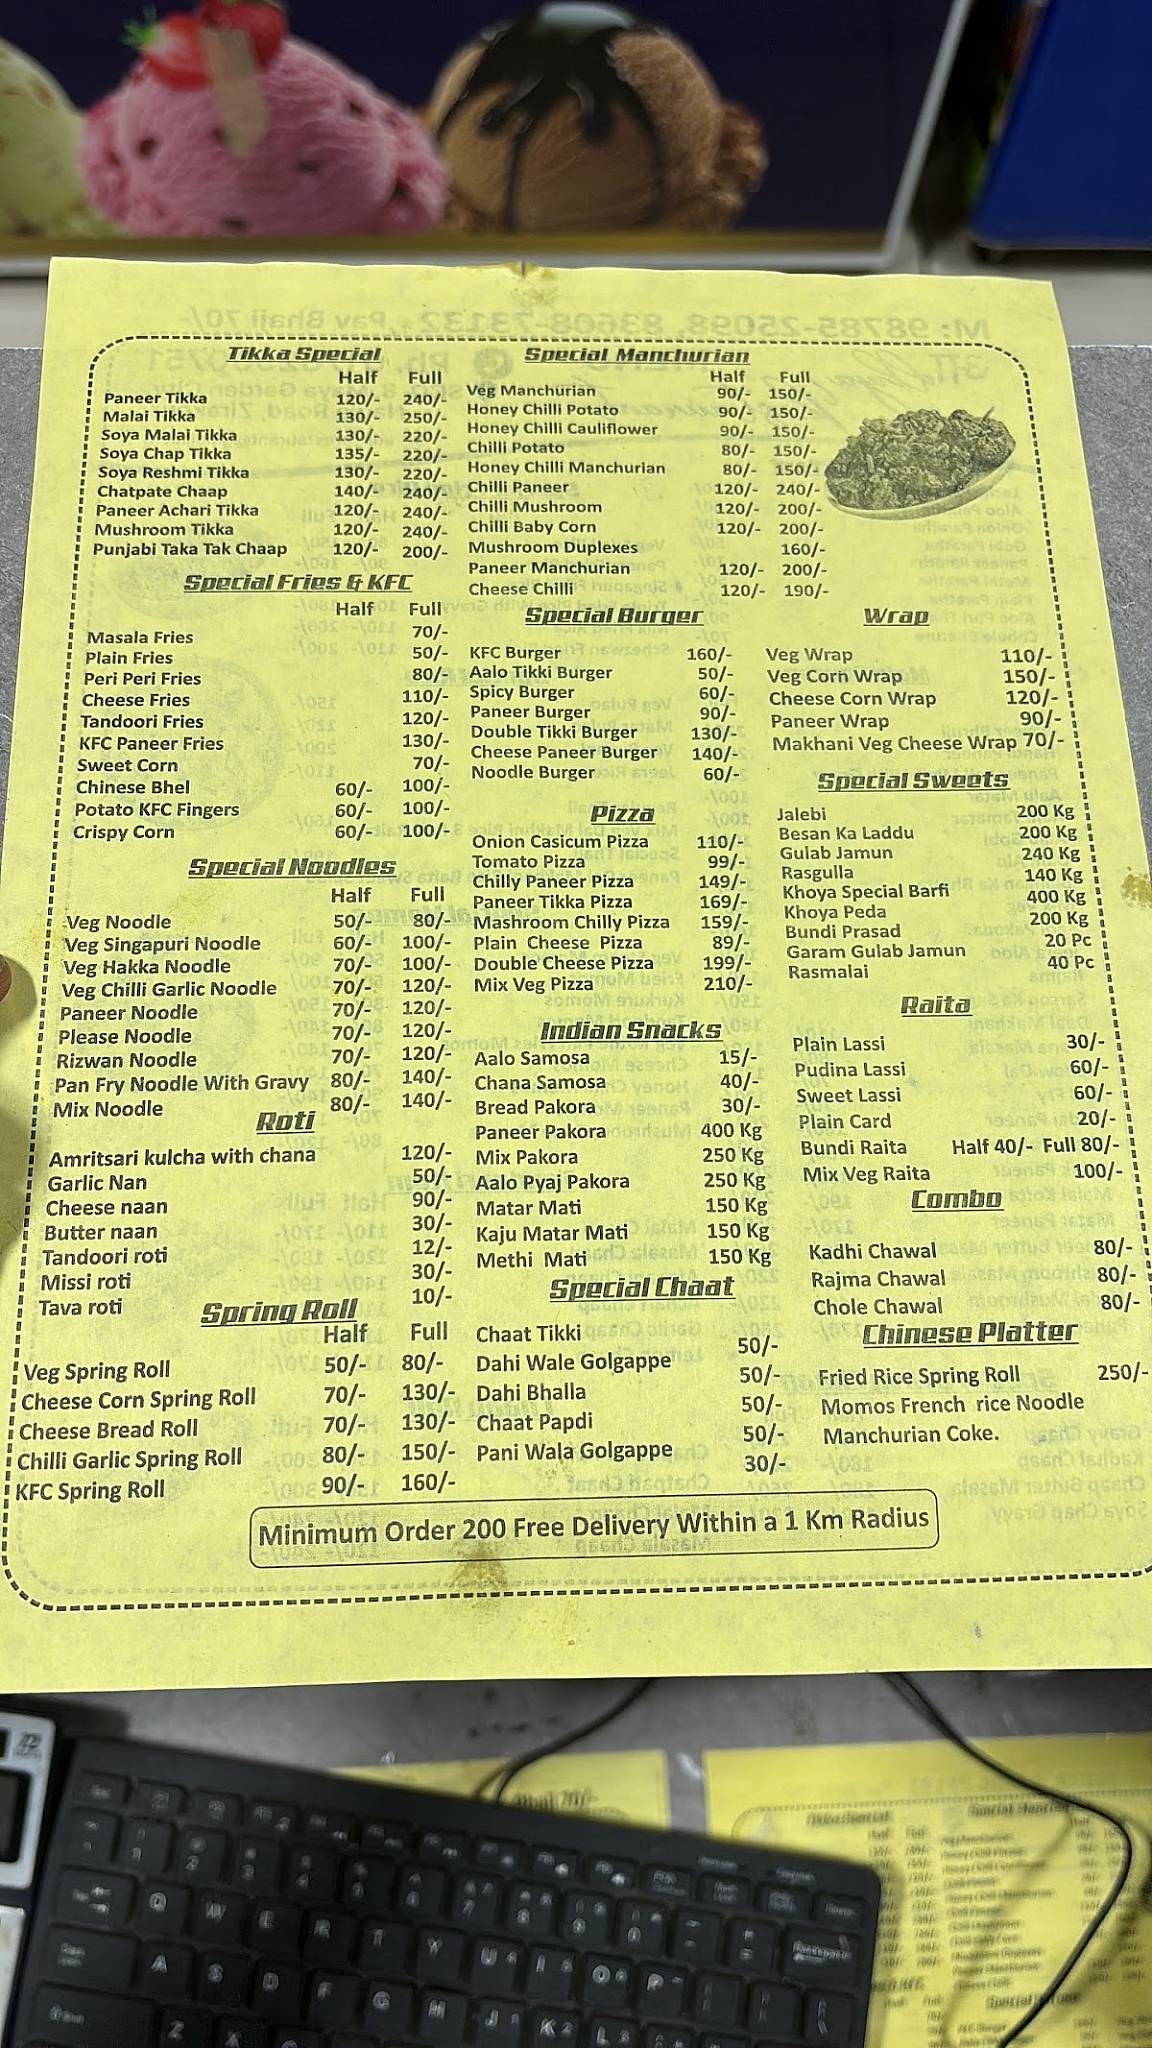 Tikka Special
Half Full
Paneer Tikka 120/- 240/-
Malai Tikka 130/- 250/-
Soya Malai Tikka 130/- 220/-
Soya Chap Tikka 135/- 220/-
Soya Reshmi Tikka 130/- 220/-
Chatpate Chaap 140/- 240/-
Paneer Achari Tikka 120/- 240/-
Mushroom Tikka 120/- 240/-
Punjabi Taka Tak Chaap 120/- 200/-
Special Fries & KFC
Half Full
Masala Fries 70/-
Plain Fries 50/-
Peri Peri Fries 80/-
Cheese Fries 110/-
Tandoori Fries 120/-
KFC Paneer Fries 130/-
Sweet Corn 70/-
Chinese Bhel 60/- 100/-
Potato KFC Fingers 60/- 100/-
Crispy Corn 60/- 100/-
Special Noodles
Half Full
Veg Noodle 50/- 80/-
Veg Singapuri Noodle 60/- 100/-
Veg Hakka Noodle 70/- 100/-
Veg Chilli Garlic Noodle 70/- 120/-
Paneer Noodle 70/- 120/-
Please Noodle 70/- 120/-
Rizwan Noodle 70/- 120/-
Pan Fry Noodle With Gravy 80/- 140/-
Mix Noodle 80/- 140/-
Roti
Amritsari kulcha with chana 120/-
Garlic Nan 50/-
Cheese naan 90/-
Butter naan 30/-
Tandoori roti 12/-
Missi roti 30/-
Tava roti 10/-
Spring Roll
Half Full
Veg Spring Roll 50/- 80/-
Cheese Corn Spring Roll 70/- 130/-
Cheese Bread Roll 70/- 130/-
Chilli Garlic Spring Roll 80/- 150/-
KFC Spring Roll 90/- 160/-
Special Manchurian
Half Full
Veg Manchurian 90/- 150/-
Honey Chilli Potato 90/- 150/-
Honey Chilli Cauliflower 90/- 150/-
Chilli Potato 80/- 150/-
Honey Chilli Manchurian 80/- 150/-
Chilli Paneer 120/- 240/-
Chilli Mushroom 120/- 200/-
Chilli Baby Corn 120/- 200/-
Mushroom Duplexes 160/-
Paneer Manchurian 120/- 200/-
Cheese Chilli 120/- 190/-
Special Burger
KFC Burger 160/-
Aalo Tikki Burger 50/-
Spicy Burger 60/-
Paneer Burger 90/-
Double Tikki Burger 130/-
Cheese Paneer Burger 140/-
Noodle Burger 60/-
Pizza
Onion Casicum Pizza 110/-
Tomato Pizza 99/-
Chilly Paneer Pizza 149/-
Paneer Tikka Pizza 169/-
Mashroom Chilly Pizza 159/-
Plain Cheese Pizza 89/-
Double Cheese Pizza 199/-
Mix Veg Pizza 210/-
Indian Snacks
Aalo Samosa 15/-
Chana Samosa 40/-
Bread Pakora 30/-
Paneer Pakora 400 Kg
Mix Pakora 250 Kg
Aalo Pyaj Pakora 250 Kg
Matar Mati 150 Kg
Kaju Matar Mati 150 Kg
Methi Mati 150 Kg
Special Chaat
Chaat Tikki 50/-
Dahi Wale Golgappe 50/-
Dahi Bhalla 50/-
Chaat Papdi 50/-
Pani Wala Golgappe 30/-
Wrap
Veg Wrap 110/-
Veg Corn Wrap 150/-
Cheese Corn Wrap 120/-
Paneer Wrap 90/-
Makhani Veg Cheese Wrap 70/-
Special Sweets
Jalebi 200 Kg
Besan Ka Laddu 200 Kg
Gulab Jamun 240 Kg
Rasgulla 140 Kg
Khoya Special Barfi 400 Kg
Khoya Peda 200 Kg
Bundi Prasad
Garam Gulab Jamun 20 Pc
Rasmalai 40 Pc
Raita
Plain Lassi 30/-
Pudina Lassi 60/-
Sweet Lassi 60/-
Plain Card 20/-
Bundi Raita Half 40/- Full 80/-
Mix Veg Raita 100/-
Combo
Kadhi Chawal 80/-
Rajma Chawal 80/-
Chole Chawal 80/-
Chinese Platter
Fried Rice Spring Roll 250/-
Momos French rice Noodle
Manchurian Coke.
Minimum Order 200 Free Delivery Within a 1 Km Radius